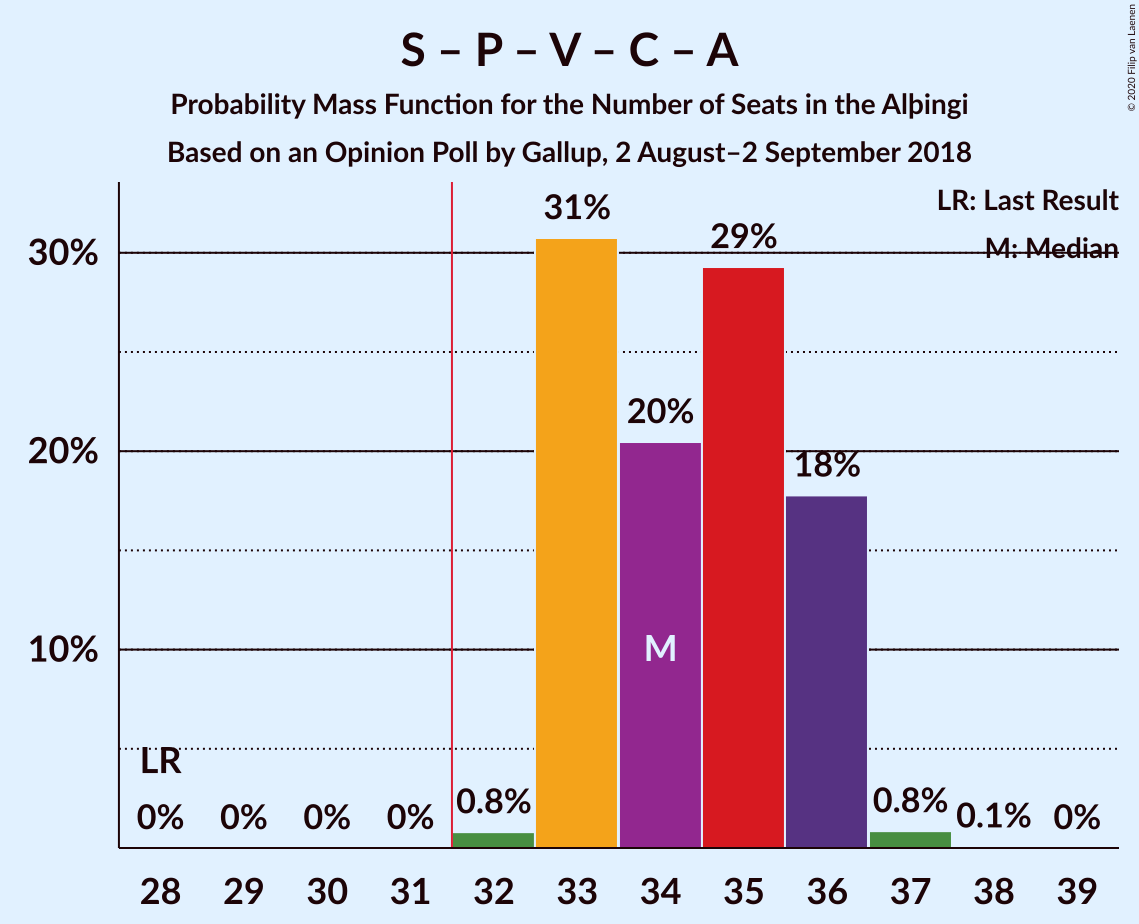 S – P – V – C – A
Probability Mass Function for the Number of Seats in the Alþingi
Based on an Opinion Poll by Gallup, 2 August–2 September 2018
© 2020 Filip van Laenen
LR: Last Result
M: Median
30%
20%
10%
LR
0%
0%
0%
0%
0.8%
31%
20%
M
29%
18%
0.8%
0.1%
0%
28 29 30 31 32 33 34 35 36 37 38 39